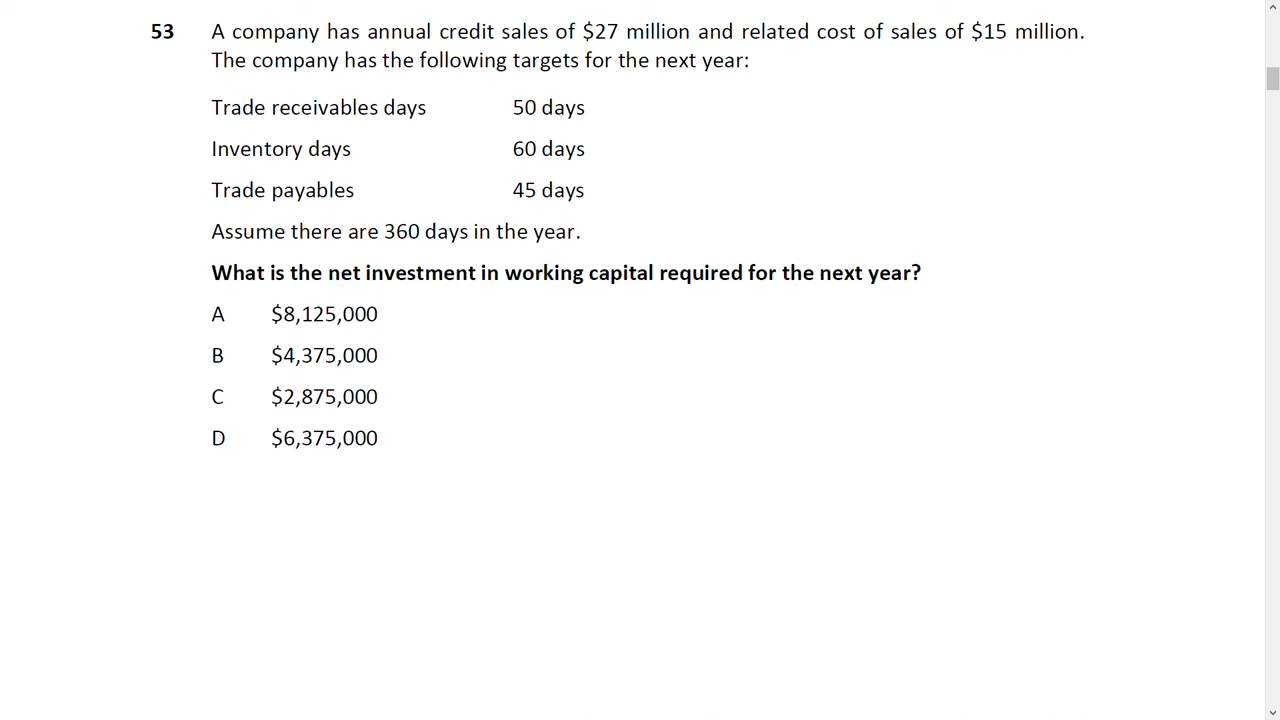 53 A company has annual credit sales of $27 million and related cost of sales of $15 million.
The company has the following targets for the next year:
Trade receivables days 50 days
Inventory days 60 days
Trade payables 45 days
Assume there are 360 days in the year.
What is the net investment in working capital required for the next year?
A $8,125,000
B $4,375,000
C $2,875,000
D $6,375,000